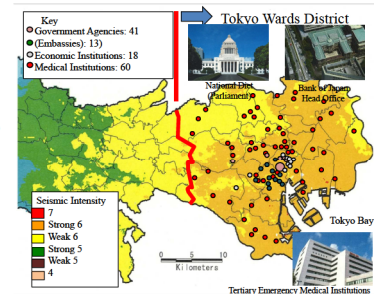 Key
Government Agencies: 41
(Embassies): 13)
Economic Institutions: 18
Medical Institutions: 60
Tokyo Wards District
National Diet
(Parliament)
Bank of Japan
Head Office
Seismic Intensity
7
Strong 6
Weak 6
Strong 5
Weak 5
4
0 5 10
Kilometers
Tokyo Bay
Tertiary Emergency Medical Institutions